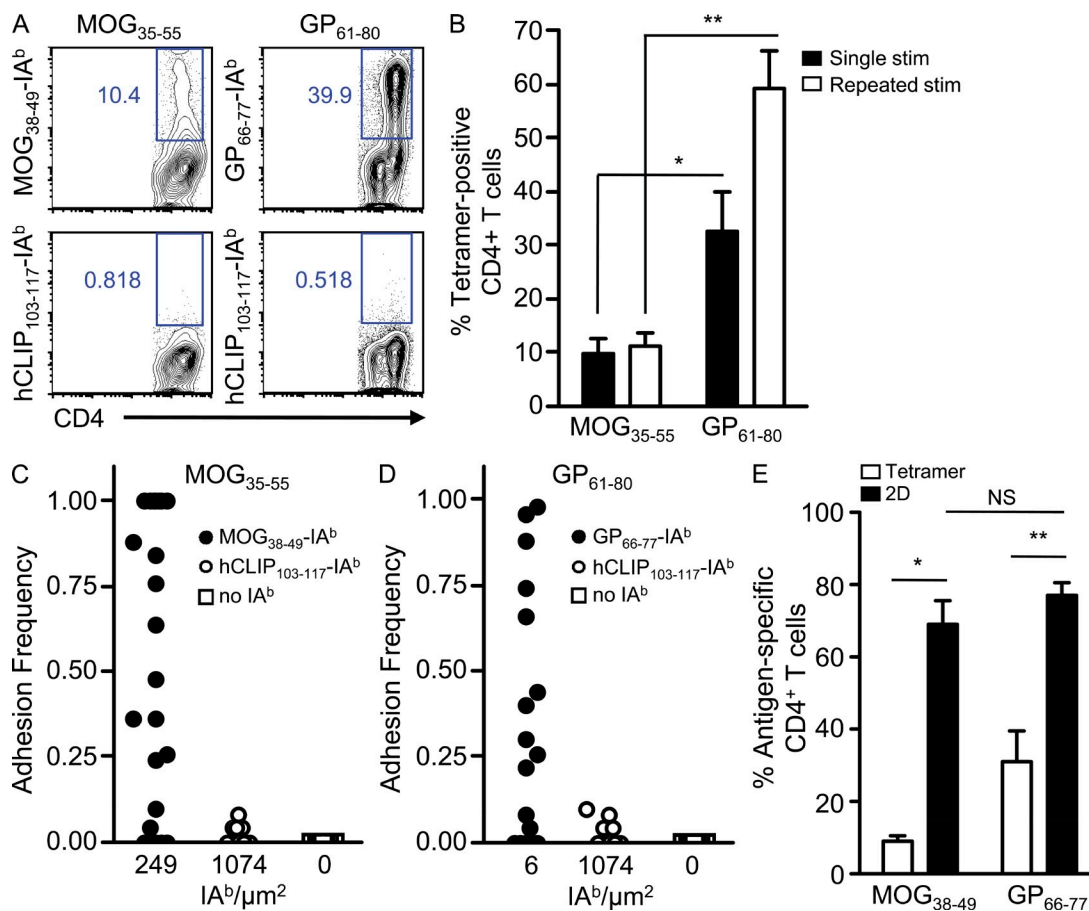 A
MOG35-55
GP61-80
MOG38-49-IAb
10.4
GP66-77-IAb
39.9
hCLIP103-117-IAb
0.818
hCLIP103-117-IAb
0.518
CD4
B
% Tetramer-positive
CD4+ T cells
70
60
50
40
30
20
10
0
**
*
Single stim
Repeated stim
MOG35-55
GP61-80
C
MOG35-55
Adhesion Frequency
1.00
0.75
0.50
0.25
0.00
MOG38-49-IAb
hCLIP103-117-IAb
no IAb
249
1074
0
IAb/µm2
D
GP61-80
Adhesion Frequency
1.00
0.75
0.50
0.25
0.00
GP66-77-IAb
hCLIP103-117-IAb
no IAb
6
1074
0
IAb/µm2
E
Tetramer
2D
% Antigen-specific
CD4+ T cells
100
80
60
40
20
0
NS
*
**
MOG38-49
GP66-77